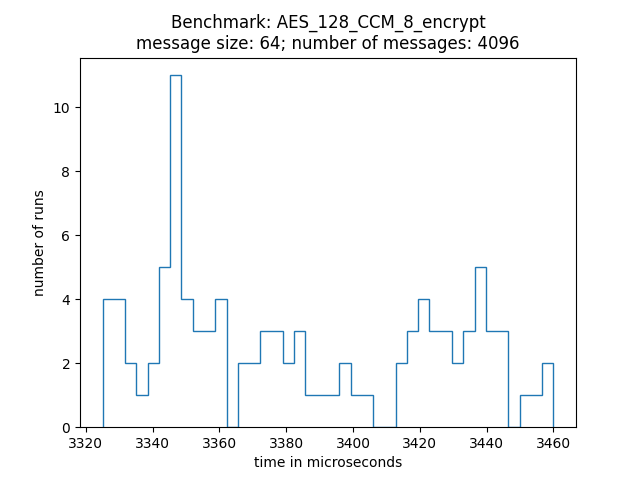 Benchmark: AES_128_CCM_8_encrypt
message size: 64; number of messages: 4096
number of runs
10
8
6
4
2
0
3320 3340 3360 3380 3400 3420 3440 3460
time in microseconds